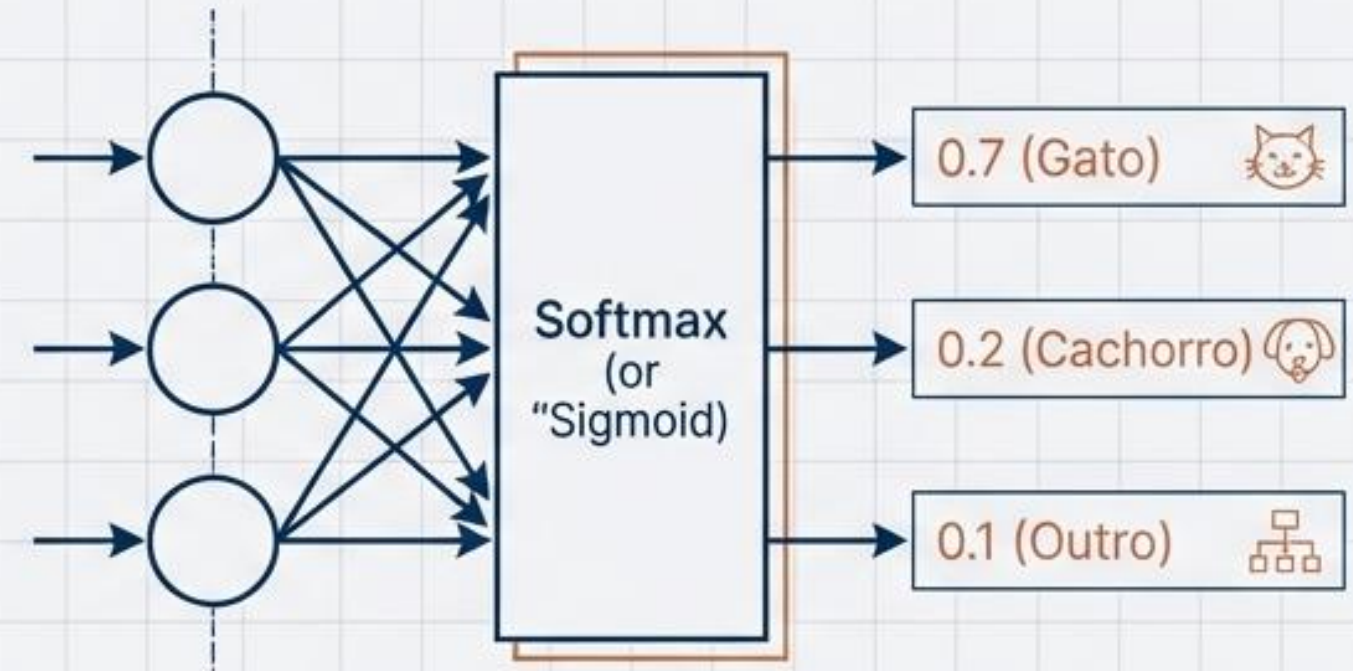 Softmax
(or
“Sigmoid)
0.7 (Gato)
0.2 (Cachorro)
0.1 (Outro)